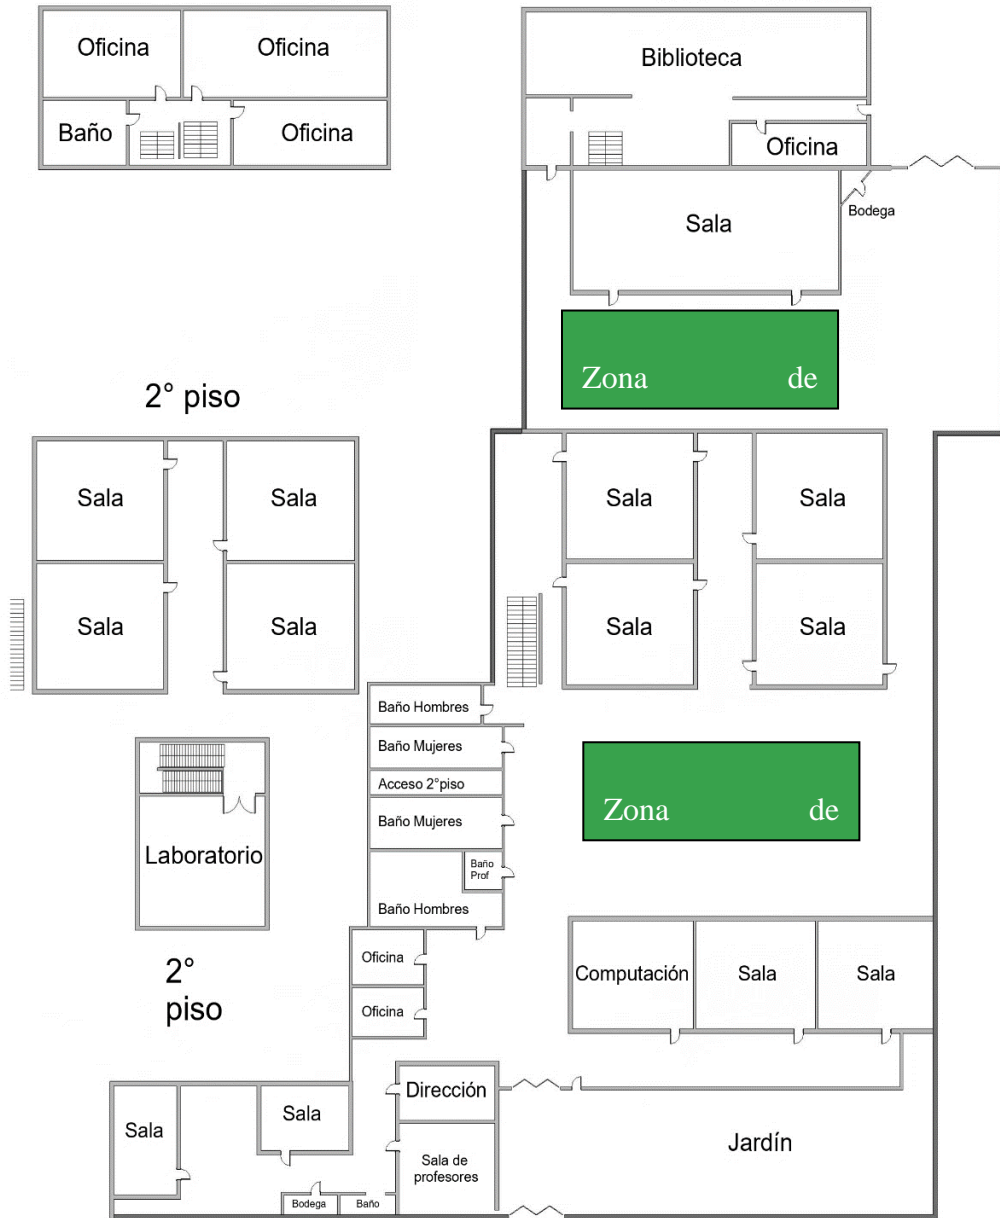 Oficina Oficina
Baño Oficina
Biblioteca
Oficina
Sala
Bodega
Zona de
2° piso
Sala Sala
Sala Sala
Sala Sala
Sala Sala
Baño Hombres
Baño Mujeres
Acceso 2°piso
Baño Mujeres
Baño
Prof
Baño Hombres
Zona de
Laboratorio
2°
piso
Oficina
Oficina
Computación Sala Sala
Dirección
Sala Sala
Sala de
profesores
Jardín
Bodega Baño